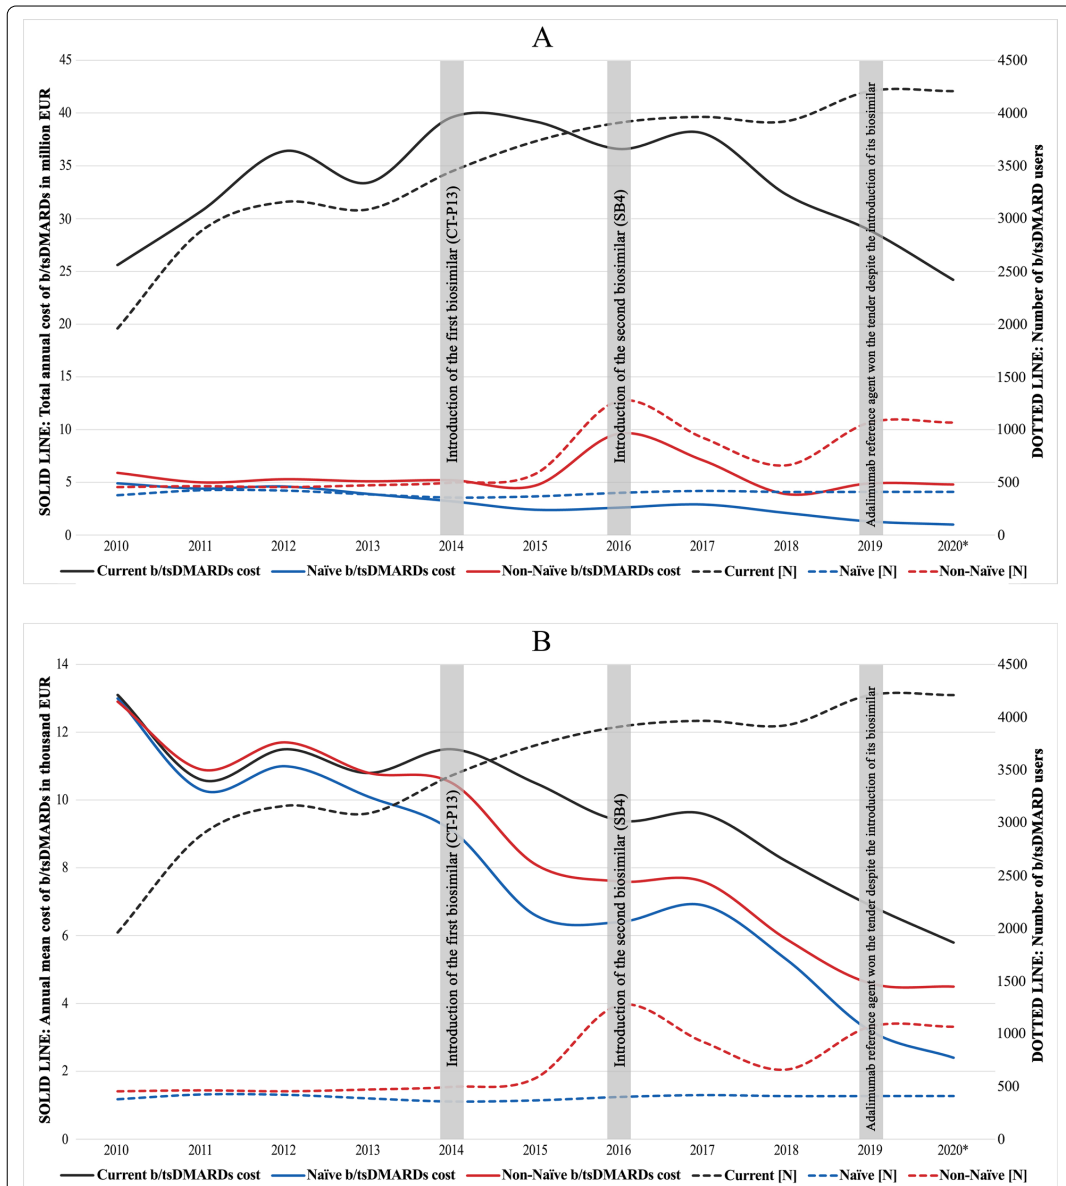 A
SOLID LINE: Total annual cost of b/tsDMARDs in million EUR
45
40
35
30
25
20
15
10
5
0
Introduction of the first biosimilar (CT-P13)
Introduction of the second biosimilar (SB4)
Adalimumab reference agent won the tender despite the introduction of its biosimilar
4500
4000
3500
3000
2500
2000
1500
1000
500
0
DOTTED LINE: Number of b/tsDMARD users
2010 2011 2012 2013 2014 2015 2016 2017 2018 2019 2020*
Current b/tsDMARDs cost Naïve b/tsDMARDs cost Non-Naïve b/tsDMARDs cost Current [N] Naïve [N] Non-Naïve [N]
B
SOLID LINE: Annual mean cost of b/tsDMARDs in thousand EUR
14
12
10
8
6
4
2
0
Introduction of the first biosimilar (CT-P13)
Introduction of the second biosimilar (SB4)
Adalimumab reference agent won the tender despite the introduction of its biosimilar
4500
4000
3500
3000
2500
2000
1500
1000
500
0
DOTTED LINE: Number of b/tsDMARD users
2010 2011 2012 2013 2014 2015 2016 2017 2018 2019 2020*
Current b/tsDMARDs cost Naïve b/tsDMARDs cost Non-Naïve b/tsDMARDs cost Current [N] Naïve [N] Non-Naïve [N]